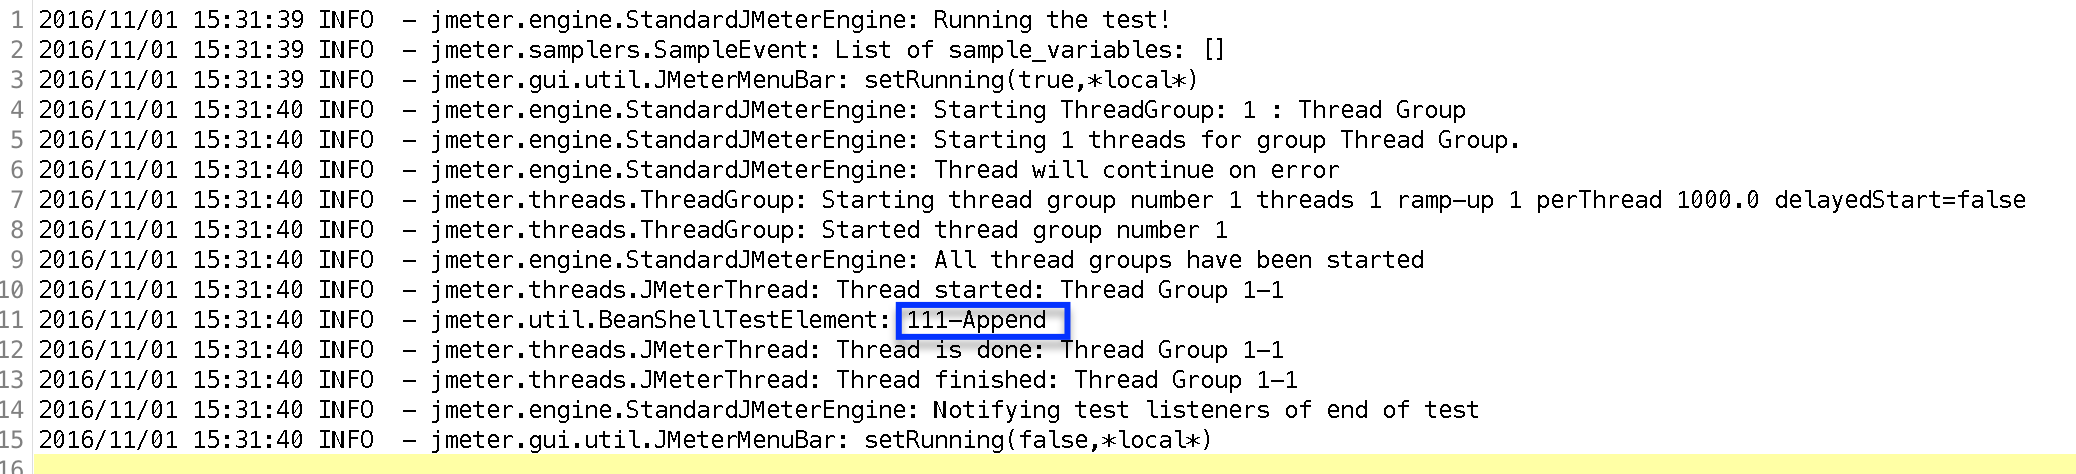 1 2016/11/01 15:31:39 INFO  – jmeter.engine.StandardJMeterEngine: Running the test!
2 2016/11/01 15:31:39 INFO  – jmeter.samplers.SampleEvent: List of sample_variables: []
3 2016/11/01 15:31:39 INFO  – jmeter.gui.util.JMeterMenuBar: setRunning(true,*local*)
4 2016/11/01 15:31:40 INFO  – jmeter.engine.StandardJMeterEngine: Starting ThreadGroup: 1 : Thread Group
5 2016/11/01 15:31:40 INFO  – jmeter.engine.StandardJMeterEngine: Starting 1 threads for group Thread Group.
6 2016/11/01 15:31:40 INFO  – jmeter.engine.StandardJMeterEngine: Thread will continue on error
7 2016/11/01 15:31:40 INFO  – jmeter.threads.ThreadGroup: Starting thread group number 1 threads 1 ramp–up 1 perThread 1000.0 delayedStart=false
8 2016/11/01 15:31:40 INFO  – jmeter.threads.ThreadGroup: Started thread group number 1
9 2016/11/01 15:31:40 INFO  – jmeter.engine.StandardJMeterEngine: All thread groups have been started
10 2016/11/01 15:31:40 INFO  – jmeter.threads.JMeterThread: Thread started: Thread Group 1–1
11 2016/11/01 15:31:40 INFO  – jmeter.util.BeanShellTestElement: 111–Append
12 2016/11/01 15:31:40 INFO  – jmeter.threads.JMeterThread: Thread is done: Thread Group 1–1
13 2016/11/01 15:31:40 INFO  – jmeter.threads.JMeterThread: Thread finished: Thread Group 1–1
14 2016/11/01 15:31:40 INFO  – jmeter.engine.StandardJMeterEngine: Notifying test listeners of end of test
15 2016/11/01 15:31:40 INFO  – jmeter.gui.util.JMeterMenuBar: setRunning(false,*local*)
16